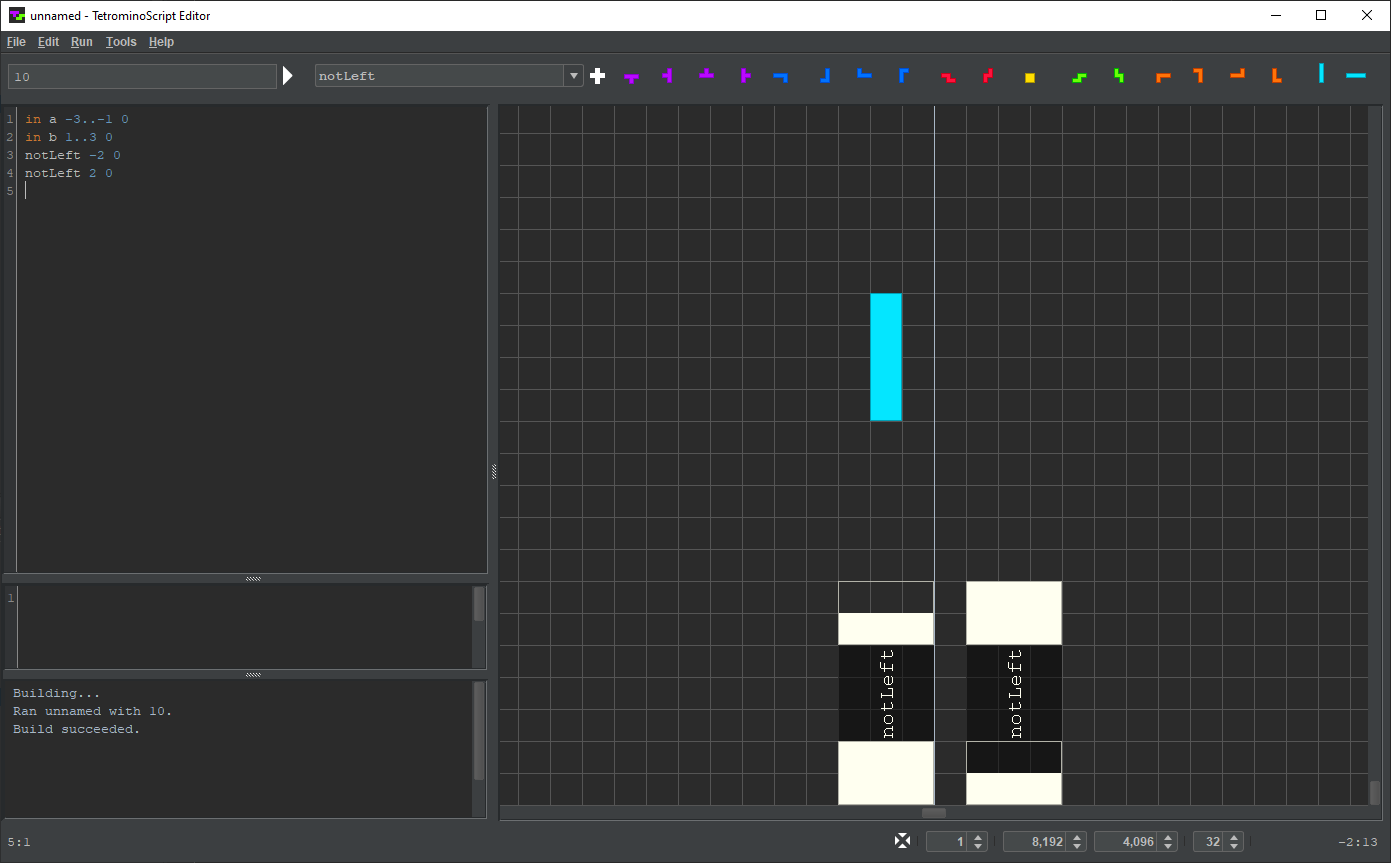 unnamed - TetrominoScript Editor
File Edit Run Tools Help
10 notLeft
1 in a -3..-1 0
2 in b 1..3 0
3 notLeft -2 0
4 notLeft 2 0
5
1
Building...
Ran unnamed with 10.
Build succeeded.
notLeft notLeft
5:1 1 8,192 4,096 32 -2:13